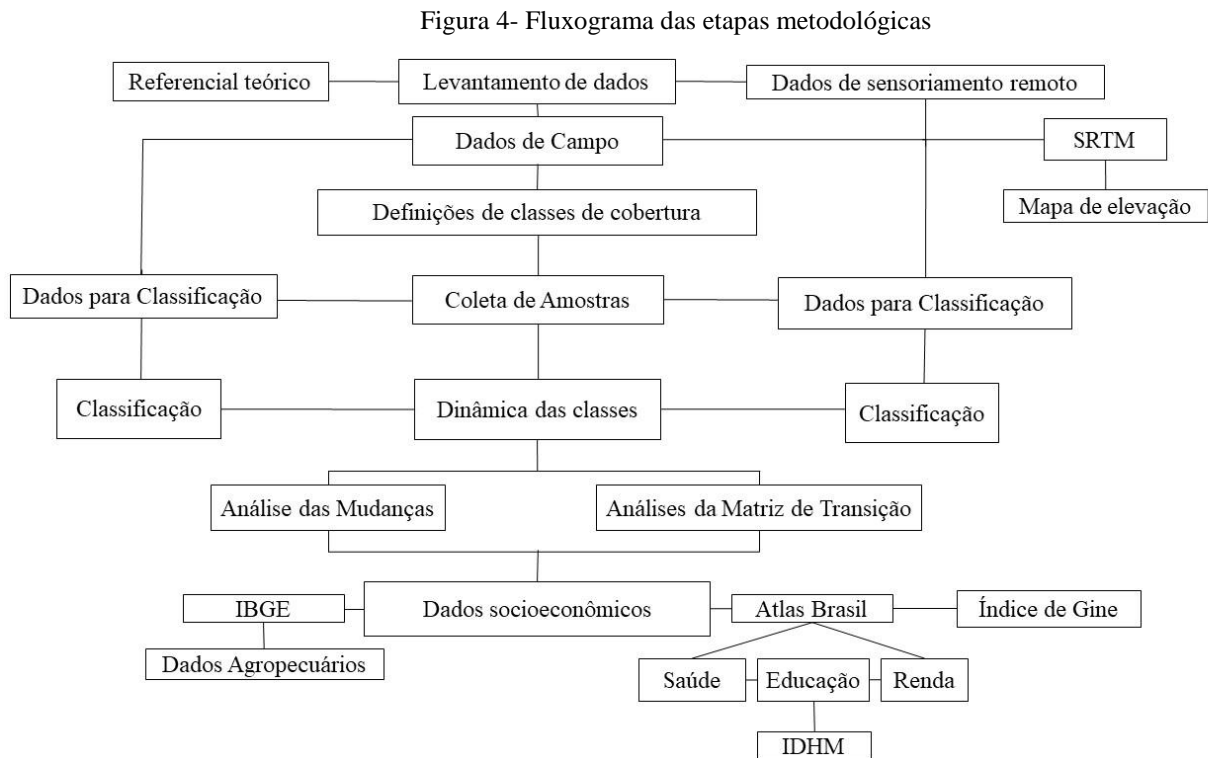 Figura 4- Fluxograma das etapas metodológicas
Referencial teórico
Levantamento de dados
Dados de sensoriamento remoto
Dados de Campo
SRTM
Definições de classes de cobertura
Mapa de elevação
Dados para Classificação
Coleta de Amostras
Dados para Classificação
Classificação
Dinâmica das classes
Classificação
Análise das Mudanças
Análises da Matriz de Transição
IBGE
Dados socioeconômicos
Atlas Brasil
Índice de Gine
Dados Agropecuários
Saúde
Educação
Renda
IDHM